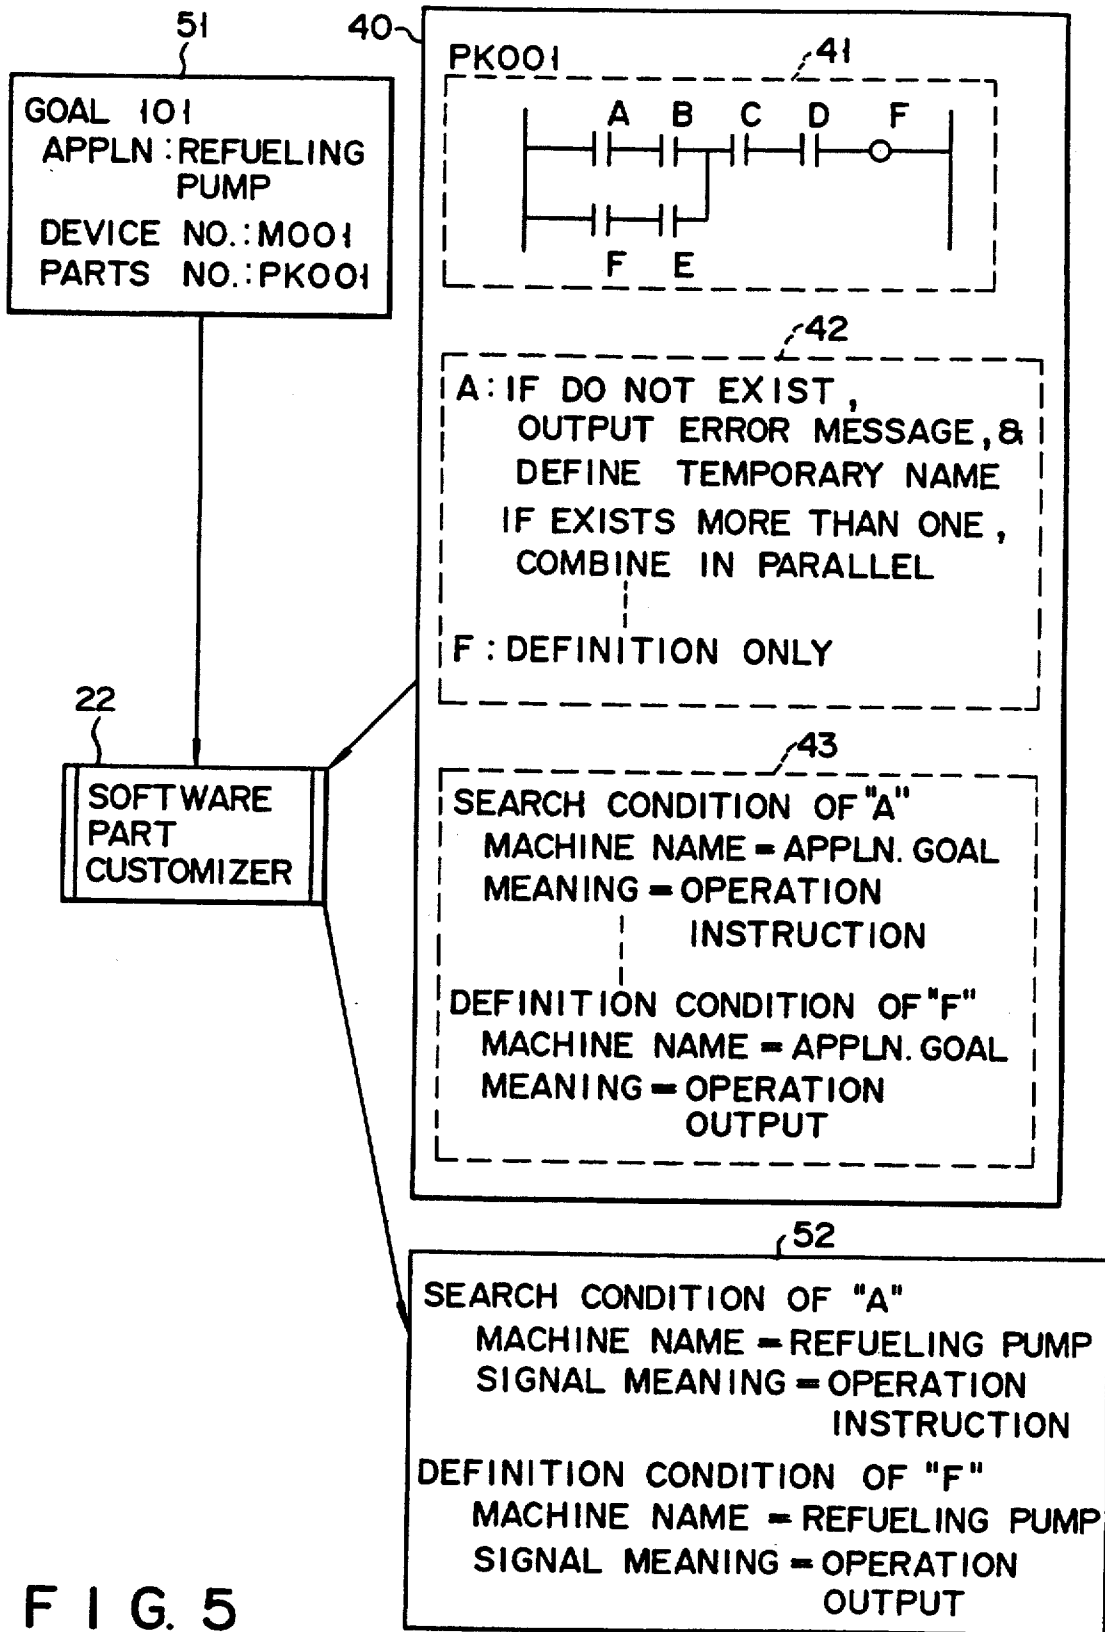 51
GOAL 101
APPLN : REFUELING
PUMP
DEVICE NO. : M001
PARTS NO. : PK001
40
PK001
41
A B C D F
F E
42
A : IF DO NOT EXIST ,
OUTPUT ERROR MESSAGE, &
DEFINE TEMPORARY NAME
IF EXISTS MORE THAN ONE ,
COMBINE IN PARALLEL
F : DEFINITION ONLY
22
SOFTWARE
PART
CUSTOMIZER
43
SEARCH CONDITION OF "A"
MACHINE NAME = APPLN. GOAL
MEANING = OPERATION
INSTRUCTION
DEFINITION CONDITION OF "F"
MACHINE NAME = APPLN. GOAL
MEANING = OPERATION
OUTPUT
52
SEARCH CONDITION OF "A"
MACHINE NAME = REFUELING PUMP
SIGNAL MEANING = OPERATION
INSTRUCTION
DEFINITION CONDITION OF "F"
MACHINE NAME = REFUELING PUMP
SIGNAL MEANING = OPERATION
OUTPUT
FIG. 5